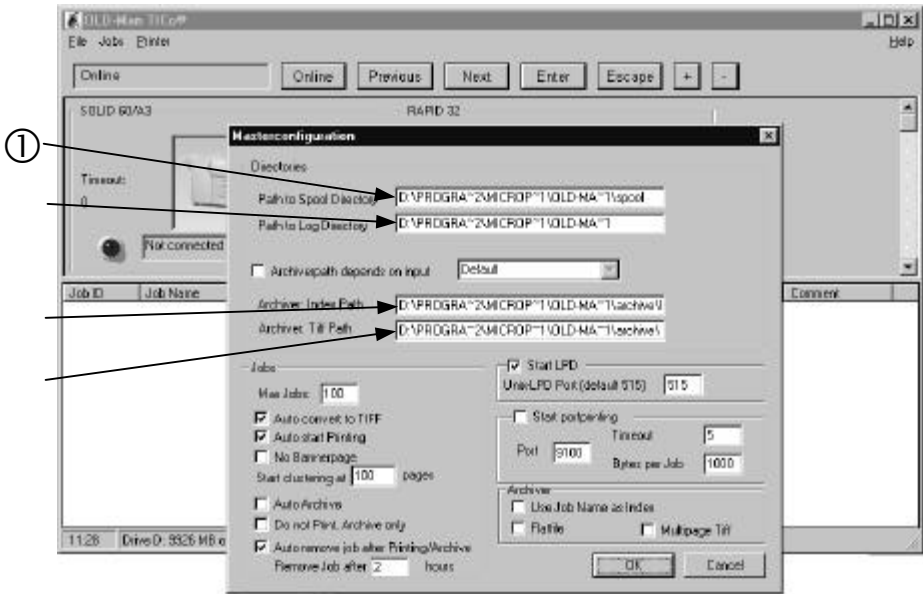 OLD-Man TICo®
File Jobs Printer Help
Online Online Previous Next Enter Escape + -
SOLID 60/A3 RAPID 32
①
Masterconfiguration
Directories
Timeout:
0
Path to Spool Directory D:\PROGRA~2\MICROP~1\OLD-MA~1\spool
Path to Log Directory D:\PROGRA~2\MICROP~1\OLD-MA~1
Not connected
Archivepath depends on input Default
Job ID Job Name Comment
Archiver: Index Path D:\PROGRA~2\MICROP~1\OLD-MA~1\archive\I
Archiver: Tiff Path D:\PROGRA~2\MICROP~1\OLD-MA~1\archive\
Jobs
Max Jobs: 100
Auto convert to TIFF
Auto start Printing
No Bannerpage
Start clustering at 100 pages
Auto Archive
Do not Print, Archive only
Auto remove job after Printing/Archive
Remove Job after 2 hours
Start LPD
Unix-LPD Port (default 515) 515
Start portprinting
Port 9100
Timeout 5
Bytes per Job 1000
Archiver
Use Job Name as Index
Flatfile Multipage Tiff
OK Cancel
11:28 Drive D: 9926 MB